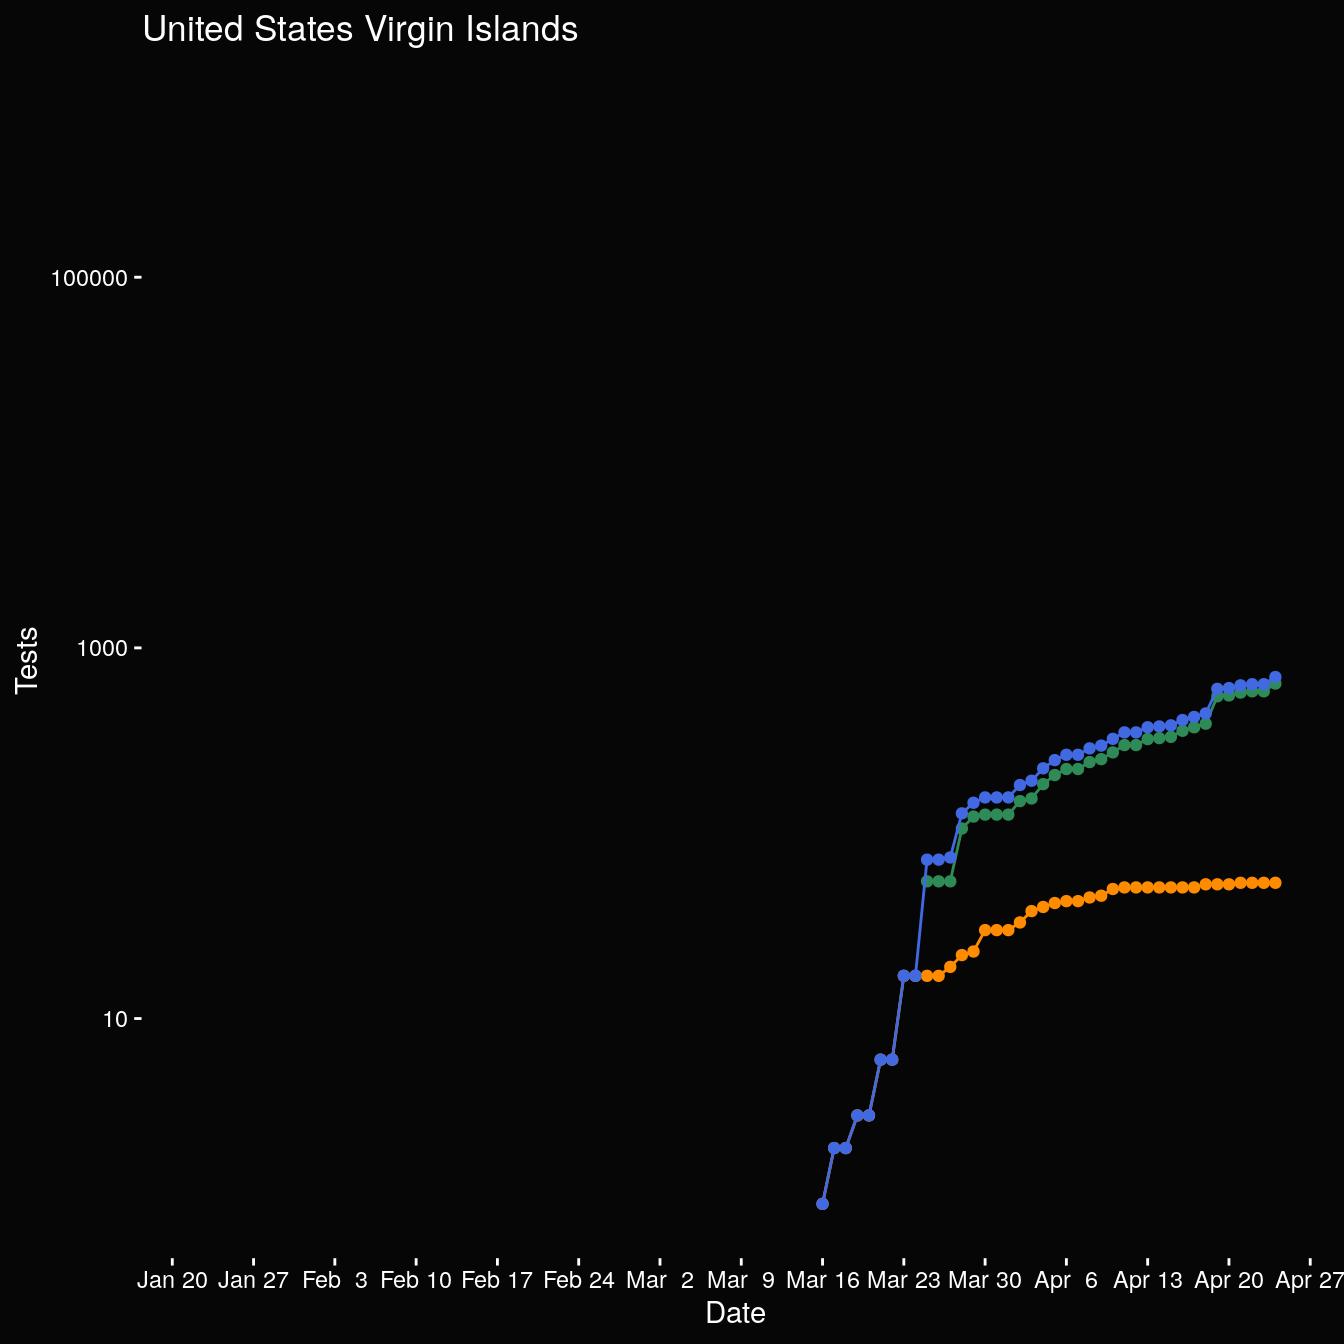 United States Virgin Islands
100000
1000
10
Tests
Jan 20 Jan 27 Feb 3 Feb 10 Feb 17 Feb 24 Mar 2 Mar 9 Mar 16 Mar 23 Mar 30 Apr 6 Apr 13 Apr 20 Apr 27
Date